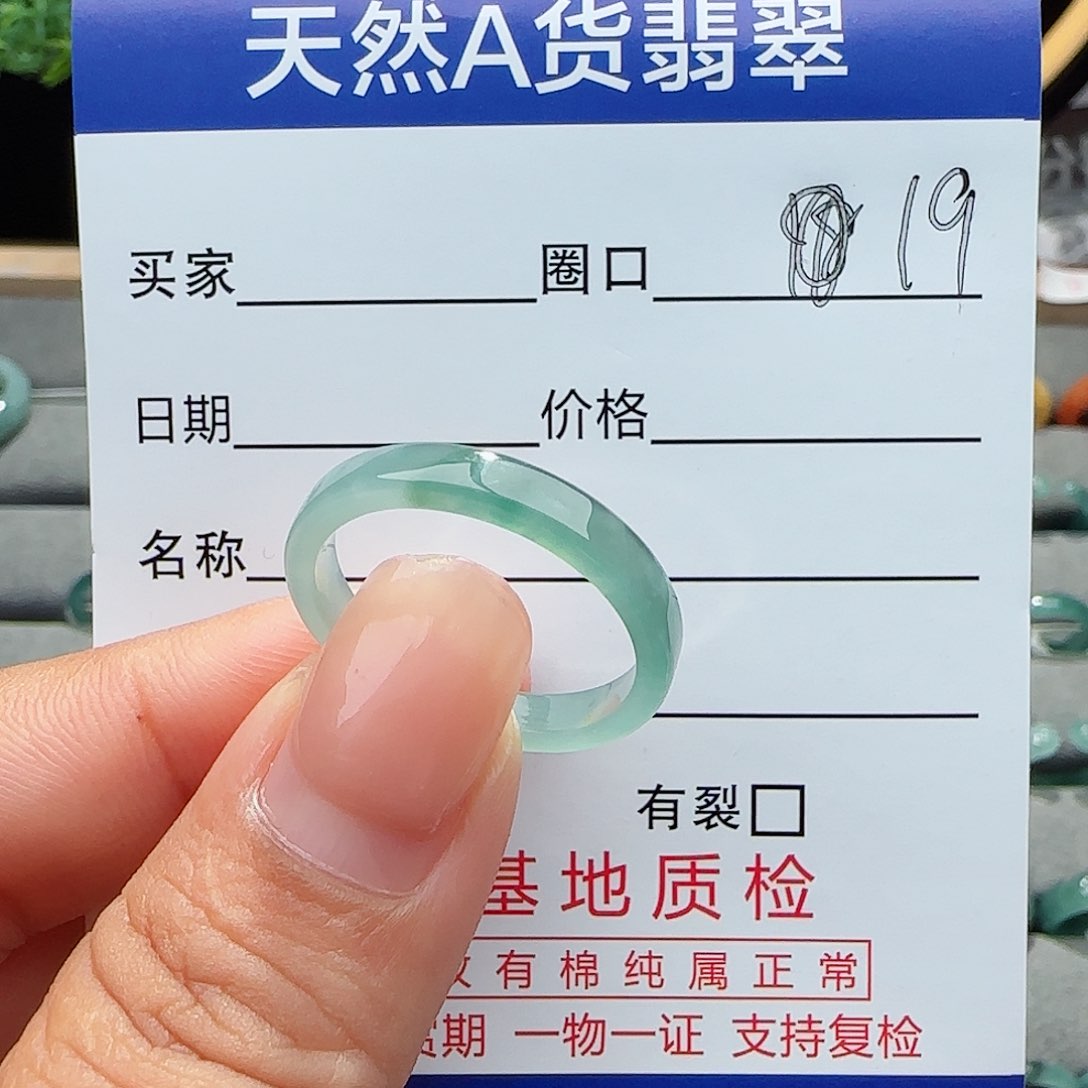 天然A货翡翠
买家 圈口 19
日期 价格
名称
有裂
基地质检
有棉纯属正常
期 一物一证 支持复检